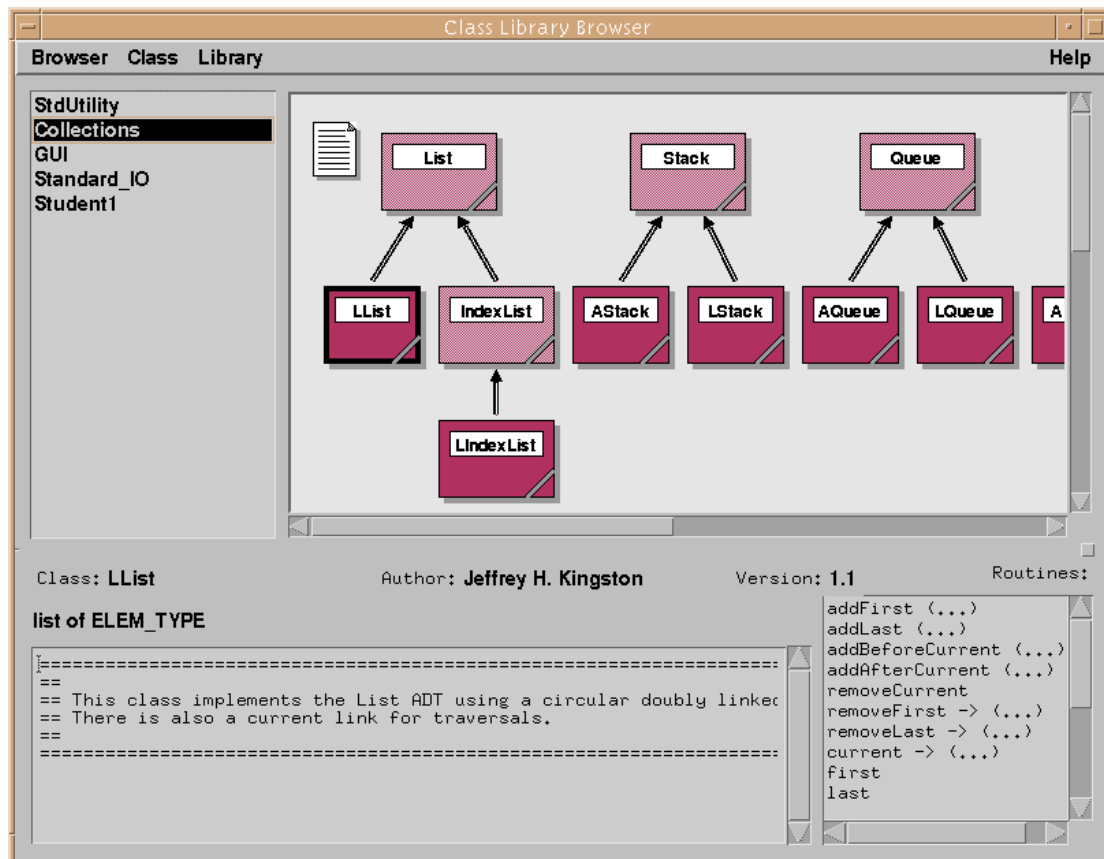 Class Library Browser
Browser Class Library Help
StdUtility
Collections
GUI
Standard_IO
Student1
List Stack Queue
LList IndexList AStack LStack AQueue LQueue A
LIndexList
Class: LList Author: Jeffrey H. Kingston Version: 1.1 Routines:
list of ELEM_TYPE
=====================================================================
==
== This class implements the List ADT using a circular doubly linked
== There is also a current link for traversals.
==
=====================================================================
addFirst (...)
addLast (...)
addBeforeCurrent (...)
addAfterCurrent (...)
removeCurrent
removeFirst -> (...)
removeLast -> (...)
current -> (...)
first
last